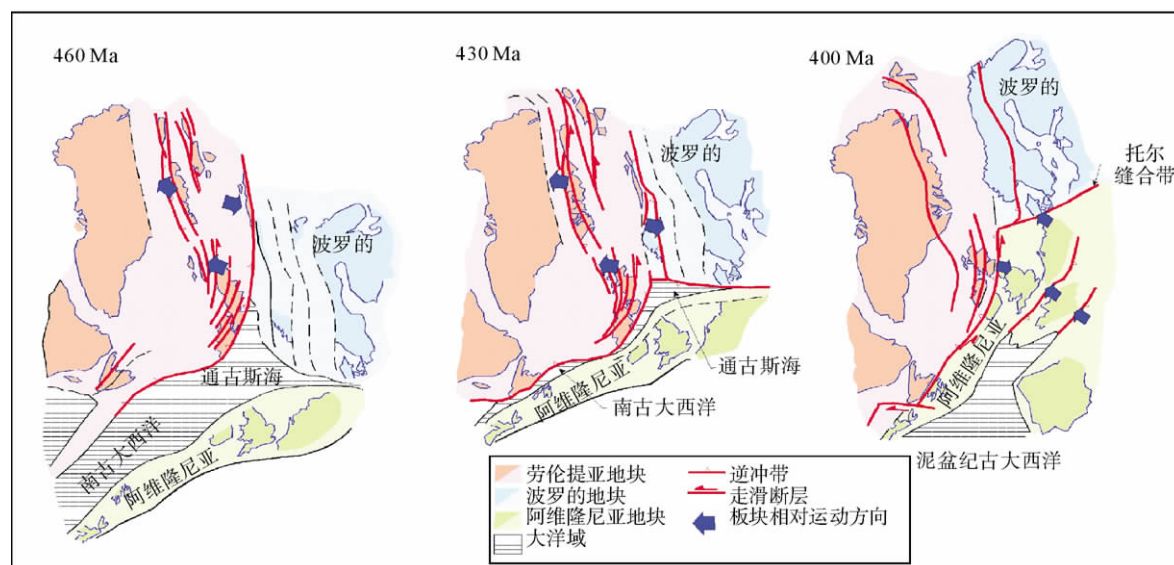 460 Ma
波罗的
通古斯海
南古大西洋
阿维隆尼亚
430 Ma
波罗的
通古斯海
阿维隆尼亚
南古大西洋
400 Ma
波罗的
托尔
缝合带
阿维隆尼亚
泥盆纪古大西洋
劳伦提亚地块
波罗的地块
阿维隆尼亚地块
大洋域
逆冲带
走滑断层
板块相对运动方向